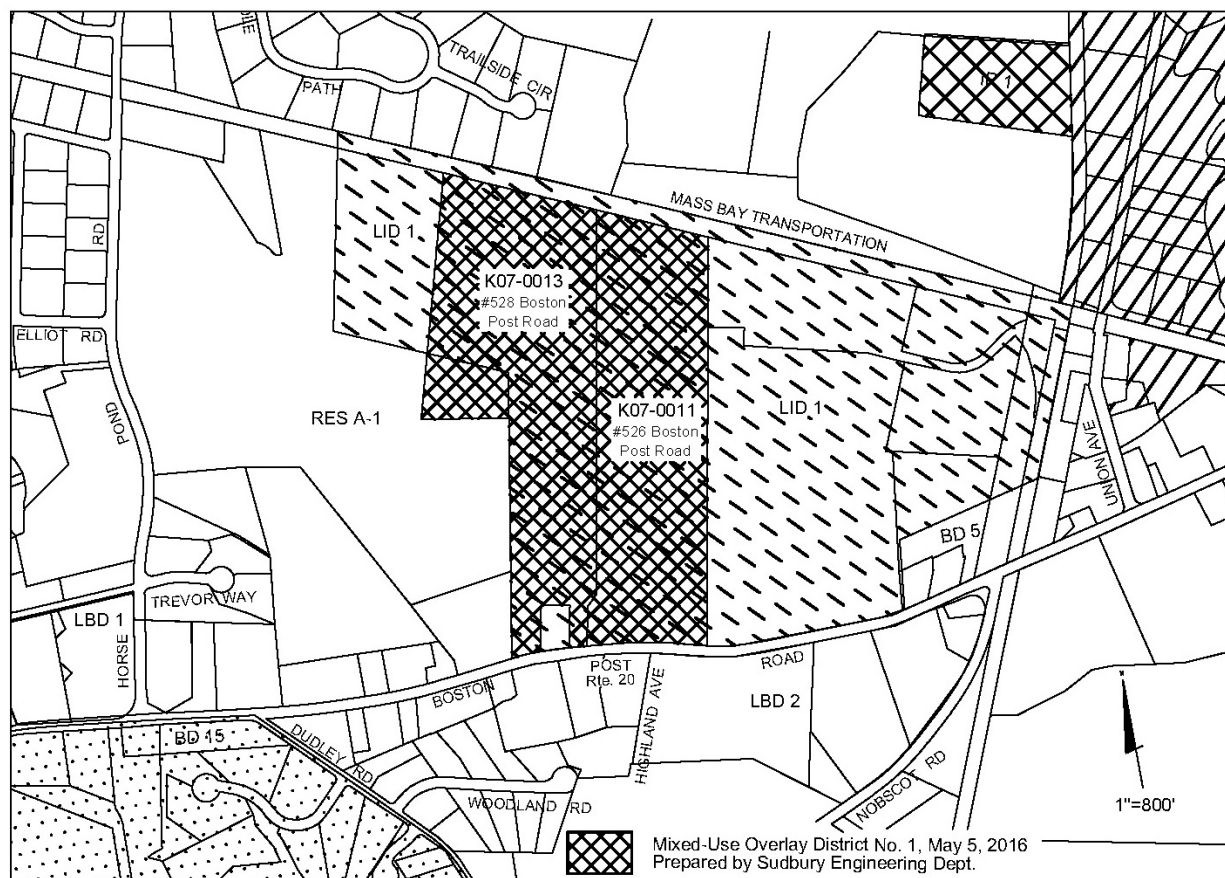 CIR
TRAILSIDE
PATH
MASS BAY TRANSPORTATION
LID 1
RD
K07-0013
#528 Boston
Post Road
ELLIOT RD
POND
RES A-1
K07-0011
#526 Boston
Post Road
LID 1
UNION AVE
BD 5
TREVOR WAY
LBD 1
HORSE
POST
Rte. 20
ROAD
BOSTON
HIGHLAND AVE
LBD 2
BD 15
DUDLEY RD
WOODLAND RD
NOBSCOT RD
1"=800'
Mixed-Use Overlay District No. 1, May 5, 2016
Prepared by Sudbury Engineering Dept.